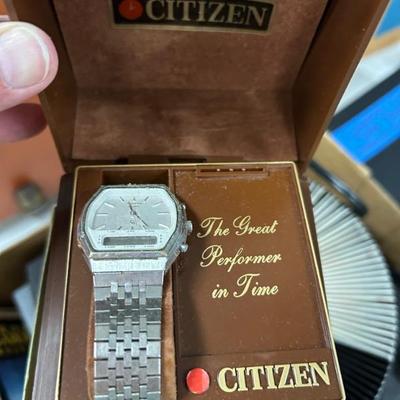 CITIZEN
The Great
Performer
in Time
CITIZEN